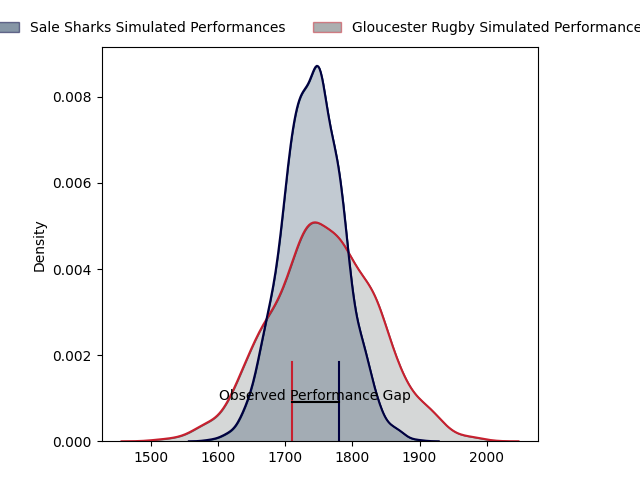 Sale Sharks Simulated Performances Gloucester Rugby Simulated Performance
0.008
0.006
0.004
0.002
0.000
Density
Observed Performance Gap
1500 1600 1700 1800 1900 2000